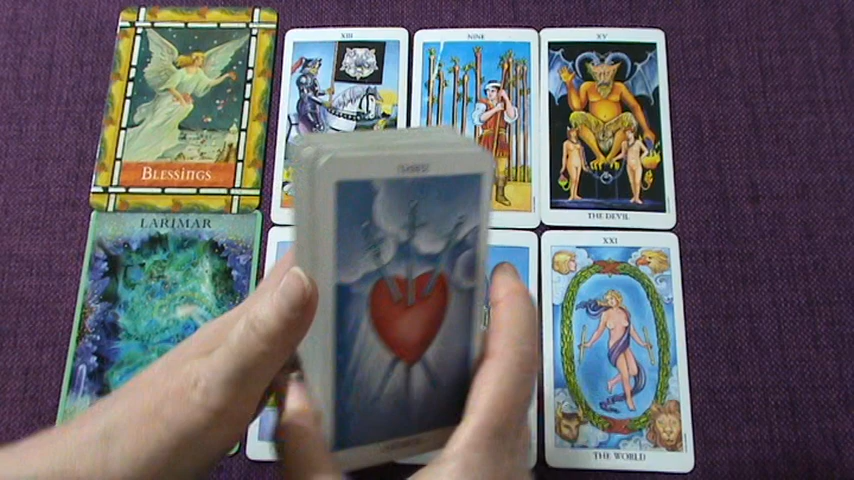 XIII
NINE
XV
BLESSINGS
THE DEVIL
LARIMAR
XXI
THE WORLD